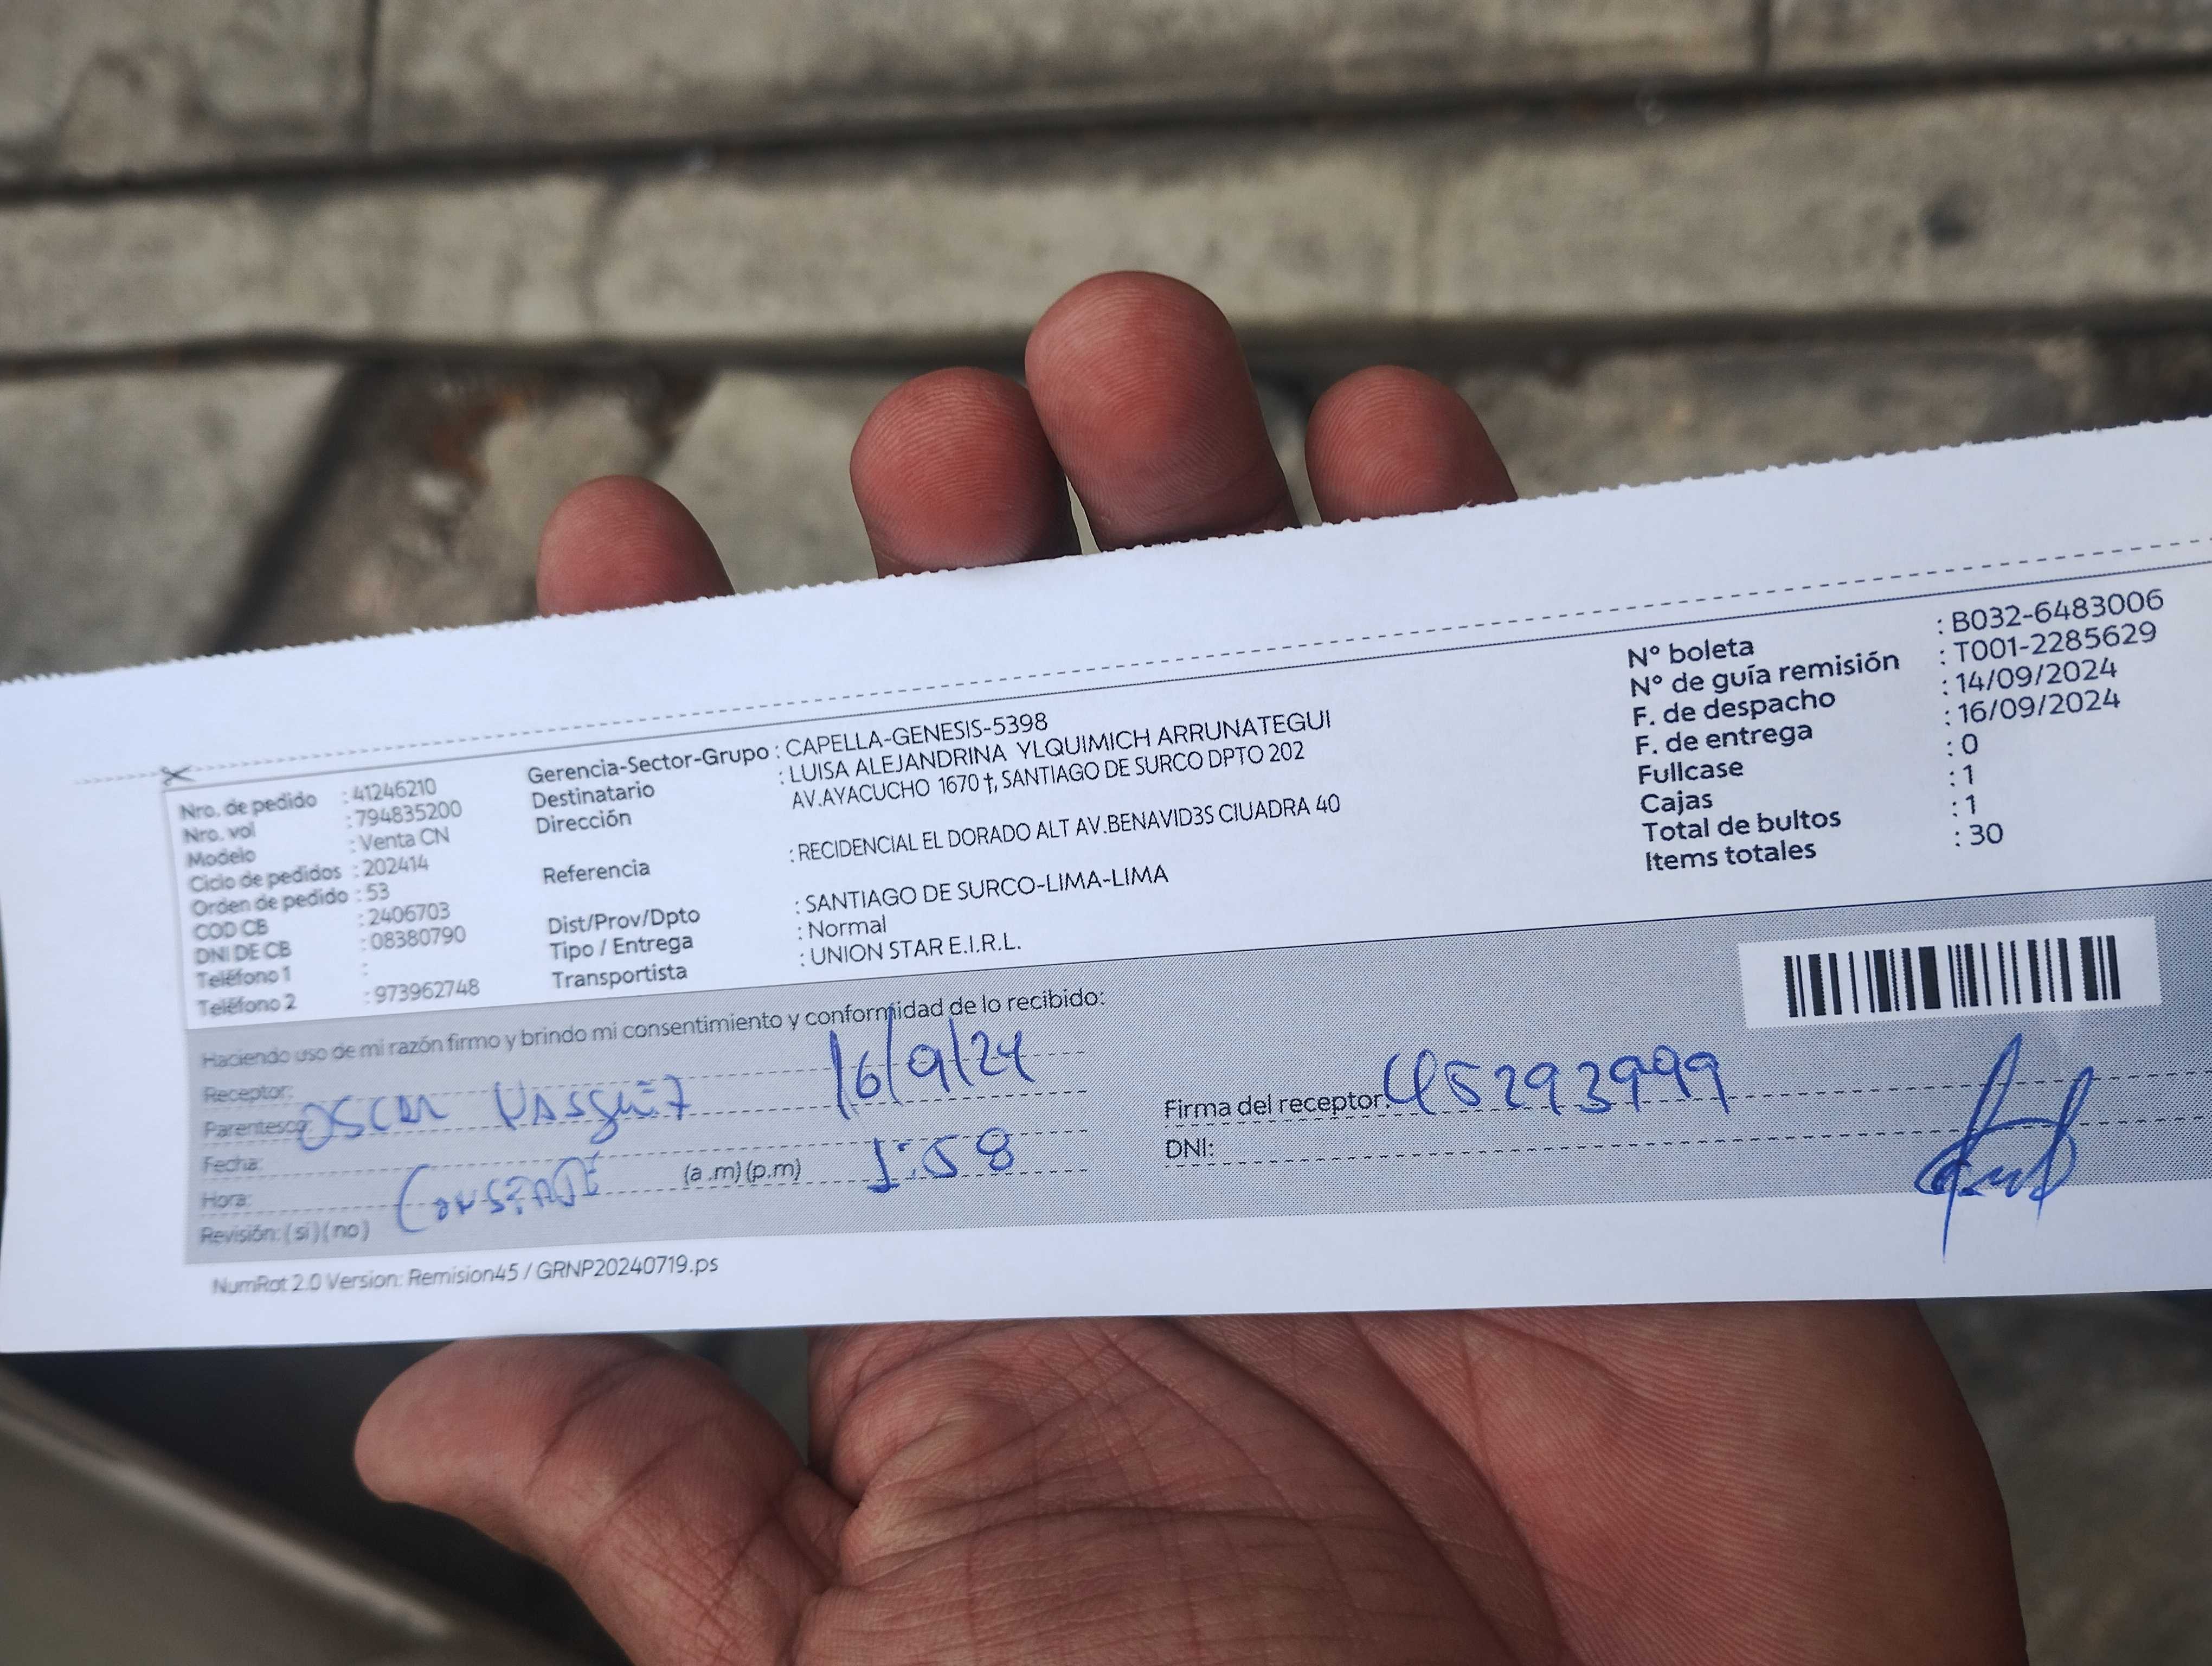 Nro. de pedido : 41246210
Nro. vol : 794835200
Modelo : Venta CN
Ciclo de pedidos : 202414
Orden de pedido : 53
COD CB : 2406703
DNI DE CB : 08380790
Teléfono 1 :
Teléfono 2 : 973962748
Gerencia-Sector-Grupo : CAPELLA-GENESIS-5398
Destinatario : LUISA ALEJANDRINA YLQUIMICH ARRUNATEGUI
Dirección AV.AYACUCHO 1670 †, SANTIAGO DE SURCO DPTO 202
Referencia : RECIDENCIAL EL DORADO ALT AV.BENAVID3S CIUADRA 40
Dist/Prov/Dpto : SANTIAGO DE SURCO-LIMA-LIMA
Tipo / Entrega : Normal
Transportista : UNION STAR E.I.R.L.
N° boleta : B032-6483006
N° de guía remisión : T001-2285629
F. de despacho : 14/09/2024
F. de entrega : 16/09/2024
Fullcase : 0
Cajas : 1
Total de bultos : 1
Items totales : 30
Haciendo uso de mi razón firmo y brindo mi consentimiento y conformidad de lo recibido:
Receptor:
Parentesco: OSCAR 16/9/24
Fecha:
Hora: (a .m)(p.m) 1:58
Revisión: (si)(no)
Firma del receptor: 45293999
DNI:
NumRot 2.0 Version: Remision45 / GRNP20240719.ps